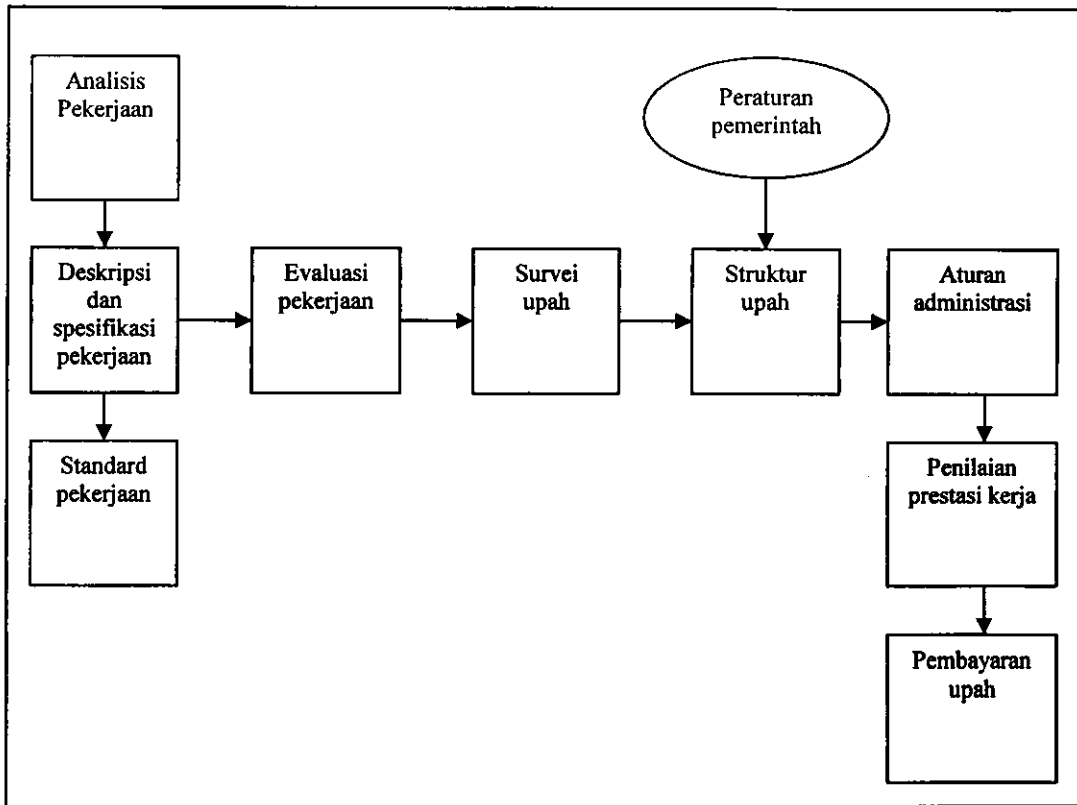 Analisis
Pekerjaan
Peraturan
pemerintah
Deskripsi
dan
spesifikasi
pekerjaan
Evaluasi
pekerjaan
Survei
upah
Struktur
upah
Aturan
administrasi
Standard
pekerjaan
Penilaian
prestasi kerja
Pembayaran
upah